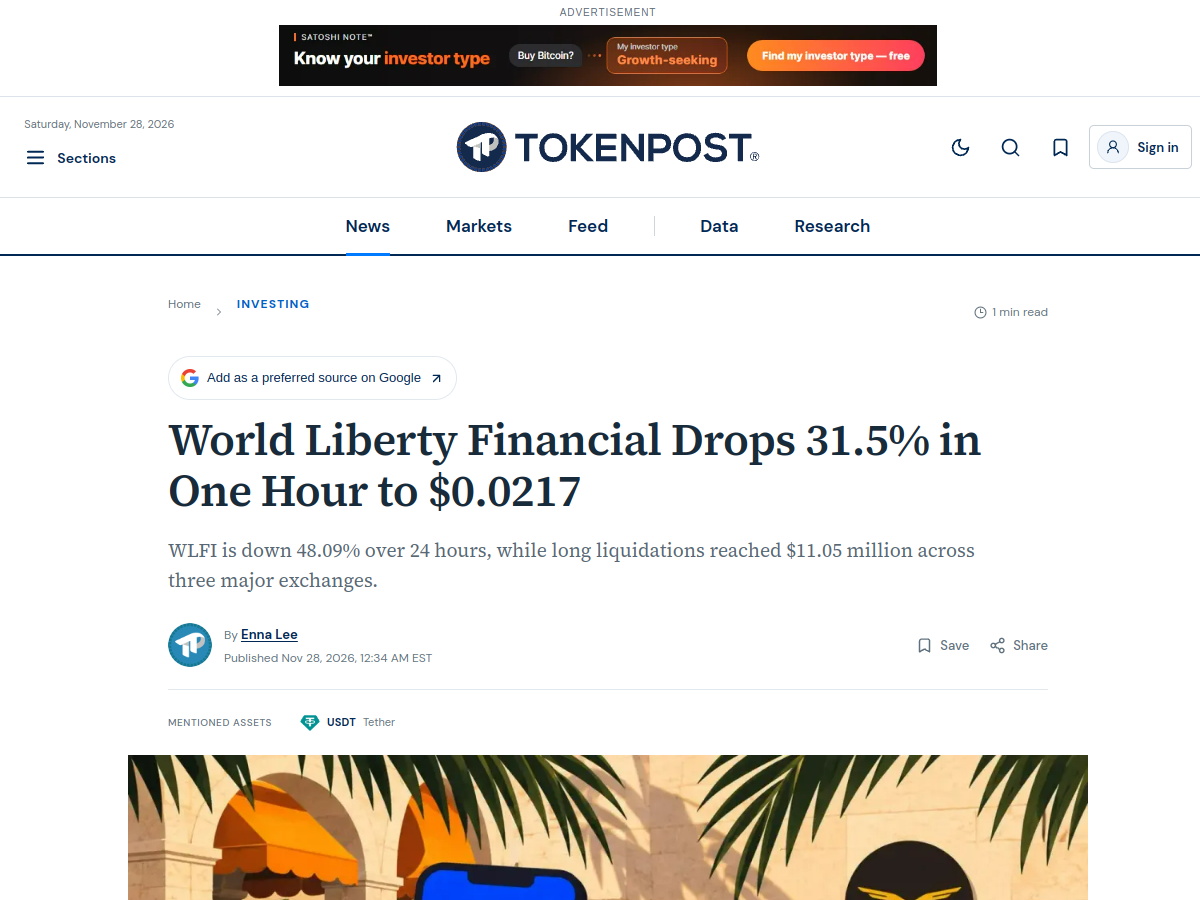 ADVERTISEMENT
SATOSHI NOTE™
Know your investor type
Buy Bitcoin?
My investor type
Growth-seeking
Find my investor type — free
Saturday, November 28, 2026
Sections
TOKENPOST®
Sign in
News
Markets
Feed
Data
Research
Home
INVESTING
1 min read
Add as a preferred source on Google
World Liberty Financial Drops 31.5% in
One Hour to $0.0217
WLFI is down 48.09% over 24 hours, while long liquidations reached $11.05 million across
three major exchanges.
By Enna Lee
Published Nov 28, 2026, 12:34 AM EST
Save
Share
MENTIONED ASSETS
USDT Tether